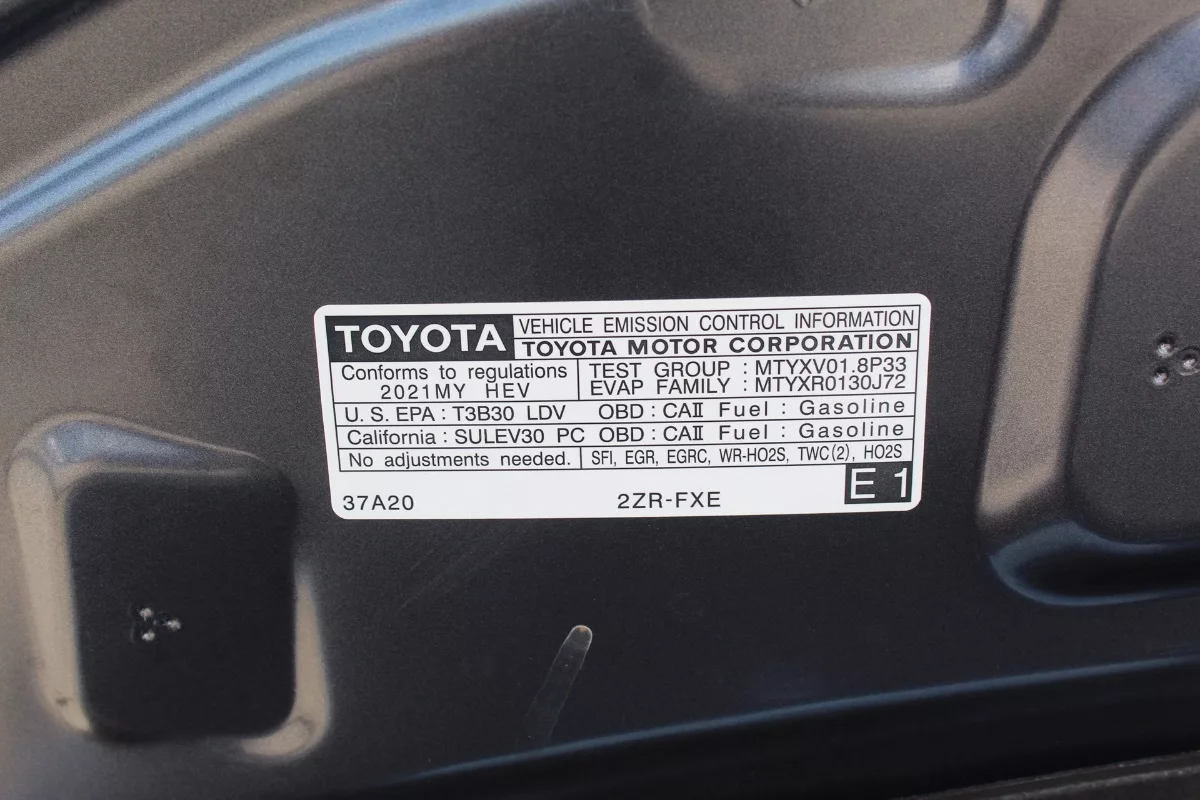 TOYOTA
VEHICLE EMISSION CONTROL INFORMATION
TOYOTA MOTOR CORPORATION
Conforms to regulations
2021MY HEV
TEST GROUP : MTYXV01.8P33
EVAP FAMILY : MTYXR0130J72
U.S. EPA : T3B30 LDV OBD : CAⅡ Fuel : Gasoline
California : SULEV30 PC OBD : CAⅡ Fuel : Gasoline
No adjustments needed.
SFI, EGR, EGRC, WR-HO2S, TWC(2), HO2S
37A20
2ZR-FXE
E 1